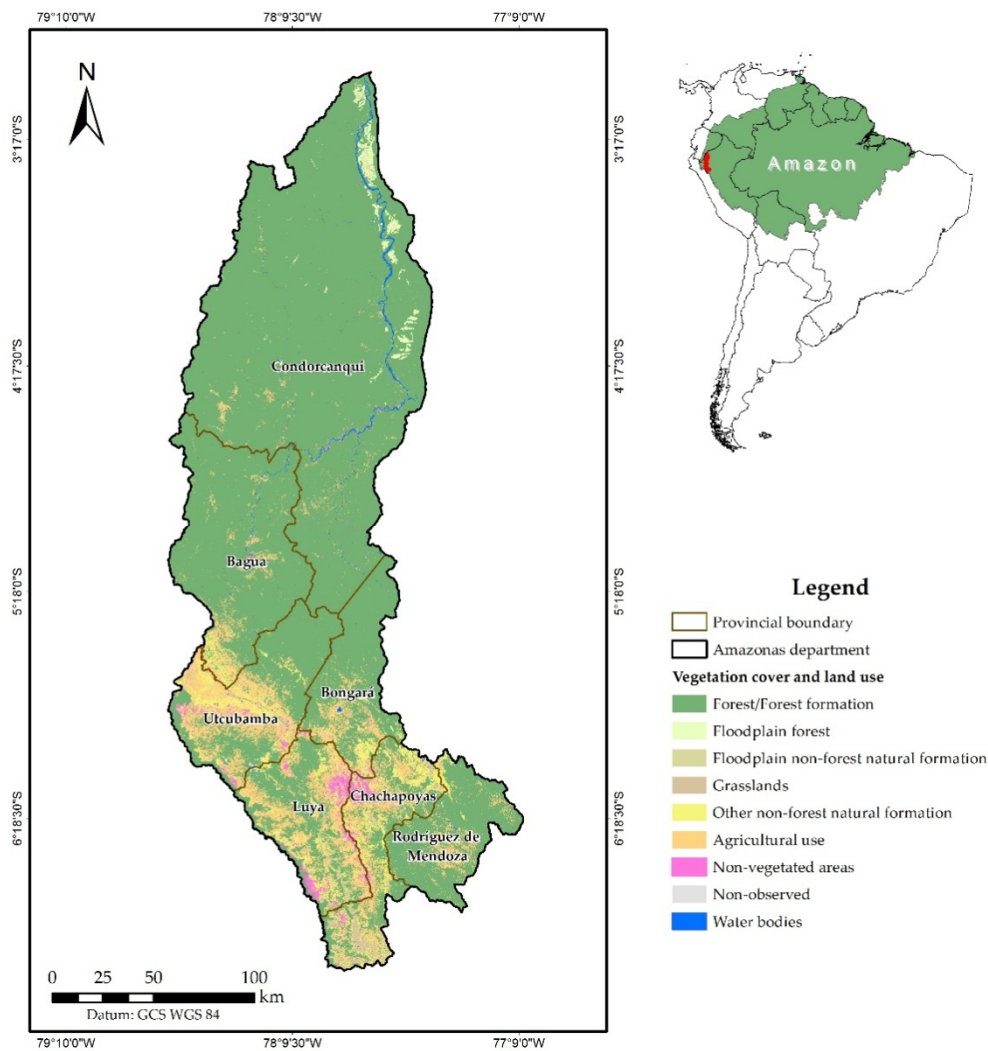 79°10'0"W
78°9'30"W
77°9'0"W
N
3°17'0"S
3°17'0"S
Amazon
Condorcanqui
4°17'30"S
4°17'30"S
Bagua
5°18'0"S
5°18'0"S
Bongará
Utcubamba
Luya
Chachapoyas
Rodríguez de
Mendoza
6°18'30"S
6°18'30"S
0 25 50 100
km
Datum: GCS WGS 84
79°10'0"W
78°9'30"W
77°9'0"W
Legend
Provincial boundary
Amazonas department
Vegetation cover and land use
Forest/Forest formation
Floodplain forest
Floodplain non-forest natural formation
Grasslands
Other non-forest natural formation
Agricultural use
Non-vegetated areas
Non-observed
Water bodies